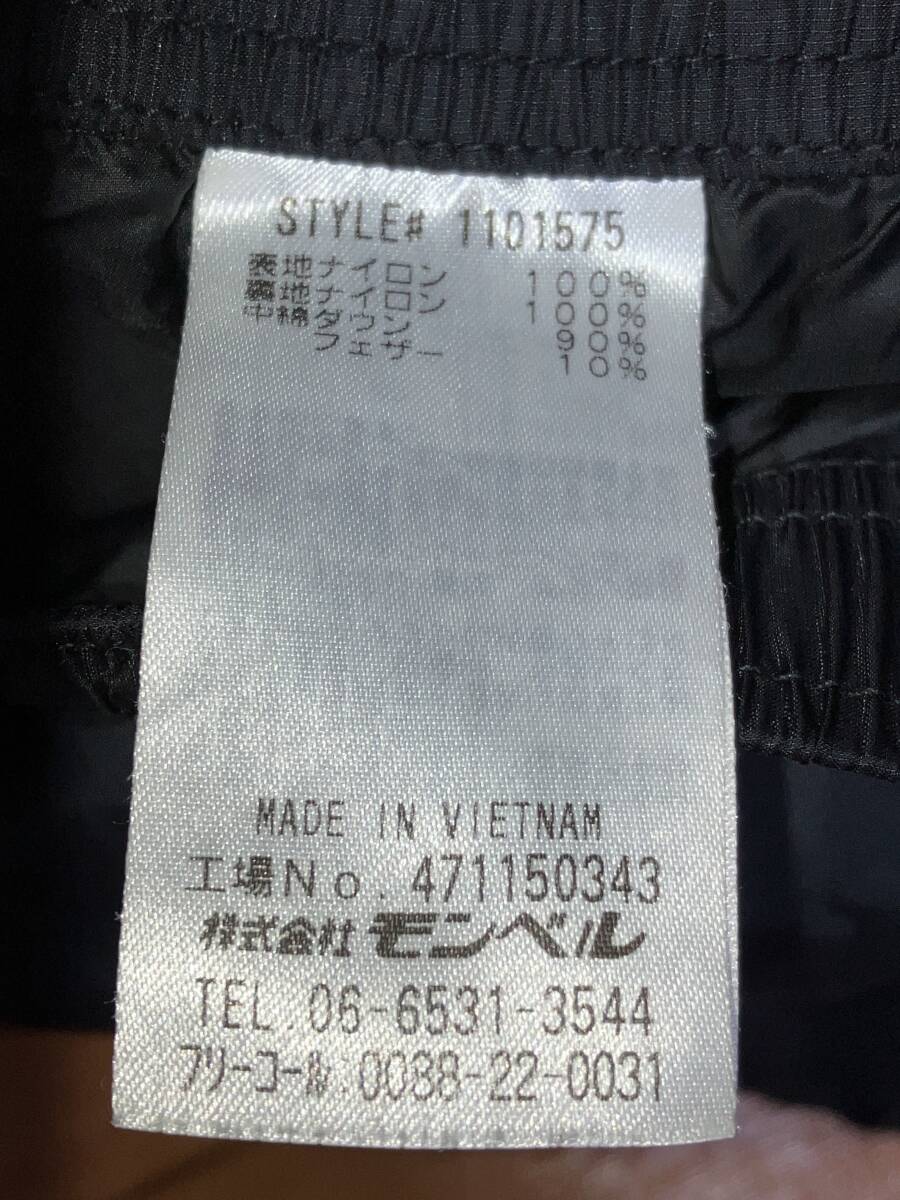 STYLE# 1101575
表地ナイロン 100%
裏地ナイロン 100%
中綿ダウン 90%
フェザー 10%
MADE IN VIETNAM
工場No. 471150343
株式会社 モンベル
TEL.06-6531-3544
フリーコール:0088-22-0031